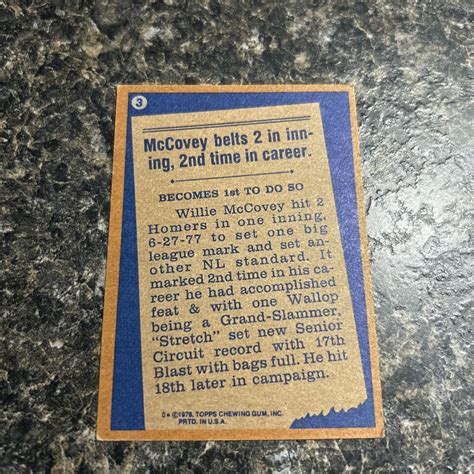 3
McCovey belts 2 in inn-
ing, 2nd time in career.
BECOMES 1st TO DO SO
Willie McCovey hit 2
Homers in one inning,
6-27-77 to set one big
league mark and set an-
other NL standard. It
marked 2nd time in his ca-
reer he had accomplished
feat & with one Wallop
being a Grand-Slammer,
"Stretch" set new Senior
Circuit record with 17th
Blast with bags full. He hit
18th later in campaign.
D* ©1978, TOPPS CHEWING GUM, INC.
PRTD. IN U.S.A.